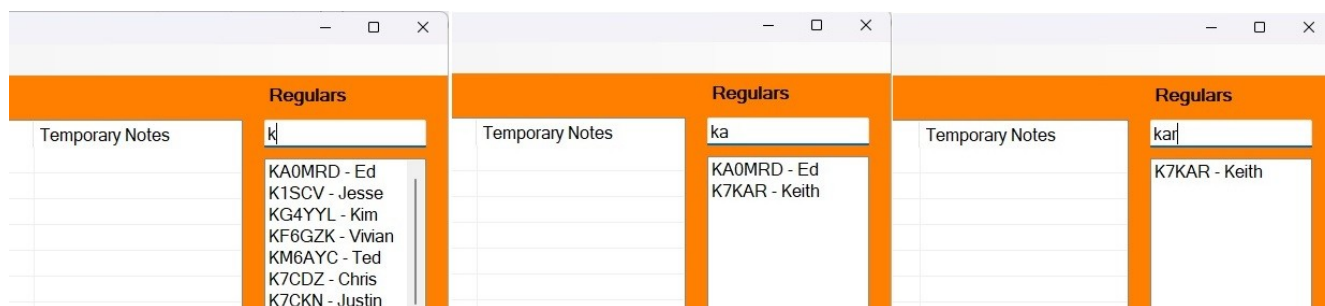 Regulars
Temporary Notes
k
KA0MRD - Ed
K1SCV - Jesse
KG4YYL - Kim
KF6GZK - Vivian
KM6AYC - Ted
K7CDZ - Chris
K7CKN - Justin
Regulars
Temporary Notes
ka
KA0MRD - Ed
K7KAR - Keith
Regulars
Temporary Notes
kar
K7KAR - Keith